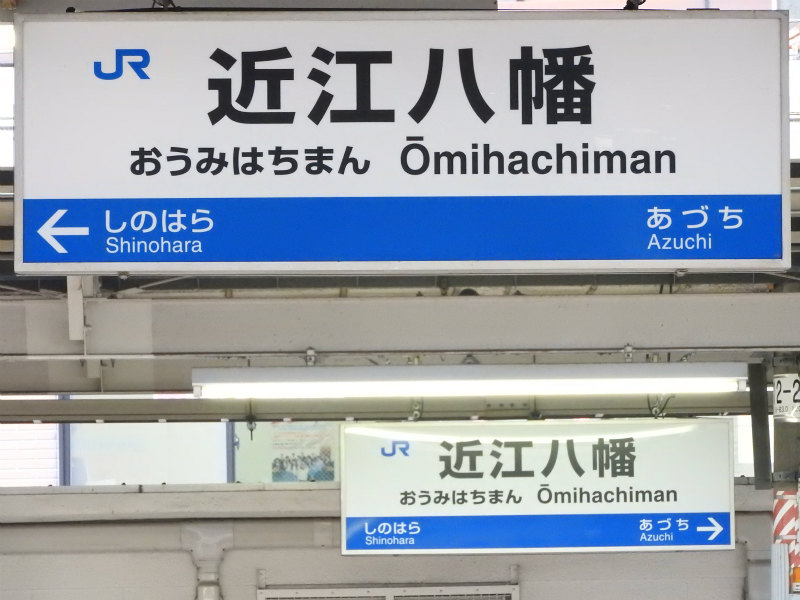 JR 近江八幡
おうみはちまん Ōmihachiman
← しのはら あづち
Shinohara Azuchi
2-2
JR 近江八幡
おうみはちまん Ōmihachiman
しのはら あづち →
Shinohara Azuchi